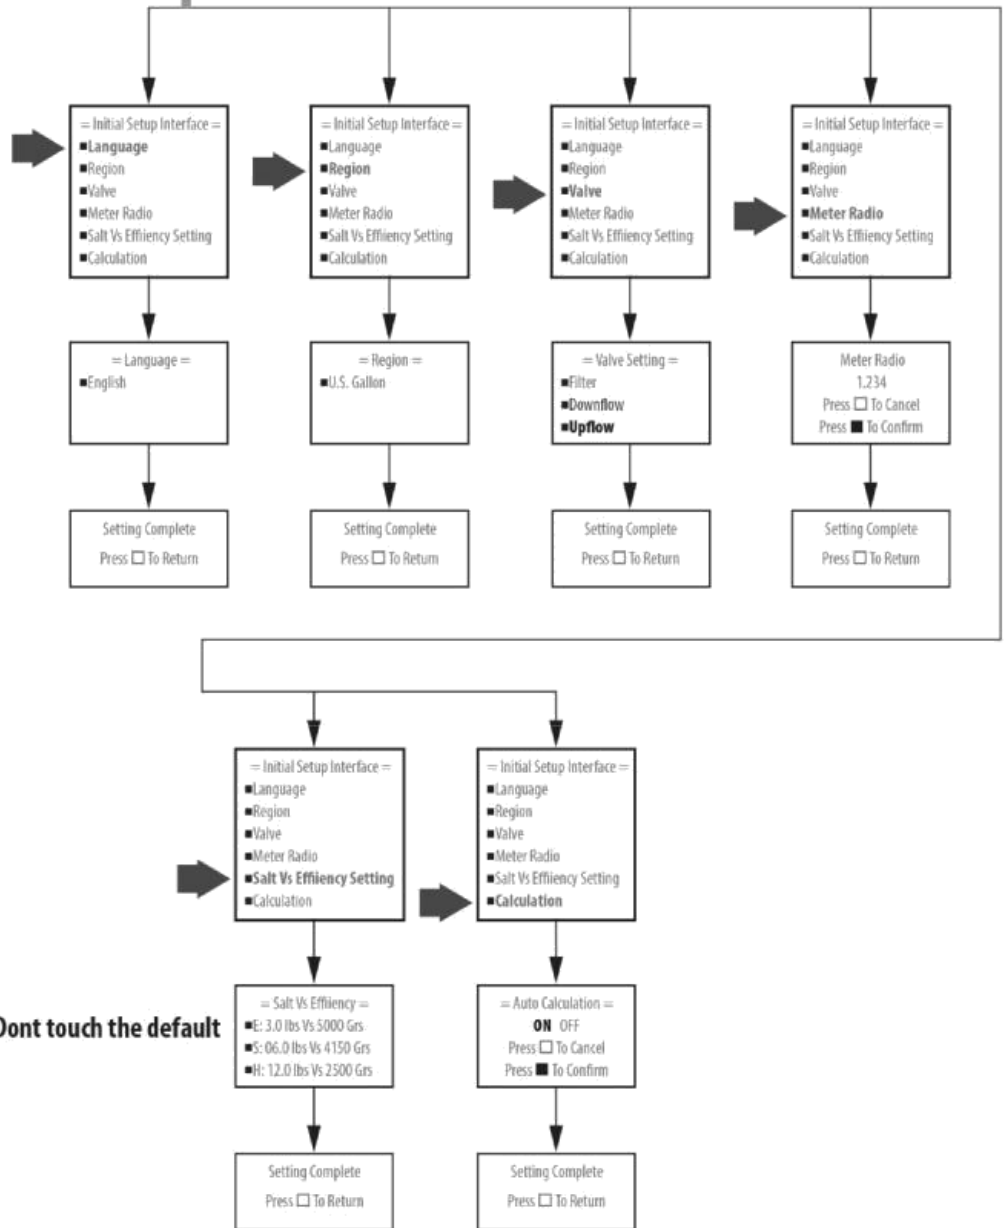 = Initial Setup Interface =
■Language
■Region
■Valve
■Meter Radio
■Salt Vs Effiiency Setting
■Calculation
= Language =
■English
Setting Complete
Press □ To Return
= Initial Setup Interface =
■Language
■Region
■Valve
■Meter Radio
■Salt Vs Effiiency Setting
■Calculation
= Region =
■U.S. Gallon
Setting Complete
Press □ To Return
= Initial Setup Interface =
■Language
■Region
■Valve
■Meter Radio
■Salt Vs Effiiency Setting
■Calculation
= Valve Setting =
■Filter
■Downflow
■Upflow
Setting Complete
Press □ To Return
= Initial Setup Interface =
■Language
■Region
■Valve
■Meter Radio
■Salt Vs Effiiency Setting
■Calculation
Meter Radio
1.234
Press □ To Cancel
Press ■ To Confirm
Setting Complete
Press □ To Return
= Initial Setup Interface =
■Language
■Region
■Valve
■Meter Radio
■Salt Vs Effiiency Setting
■Calculation
Dont touch the default
= Salt Vs Effiiency =
■E: 3.0 lbs Vs 5000 Grs
■S: 06.0 lbs Vs 4150 Grs
■H: 12.0 lbs Vs 2500 Grs
Setting Complete
Press □ To Return
= Initial Setup Interface =
■Language
■Region
■Valve
■Meter Radio
■Salt Vs Effiiency Setting
■Calculation
= Auto Calculation =
ON OFF
Press □ To Cancel
Press ■ To Confirm
Setting Complete
Press □ To Return